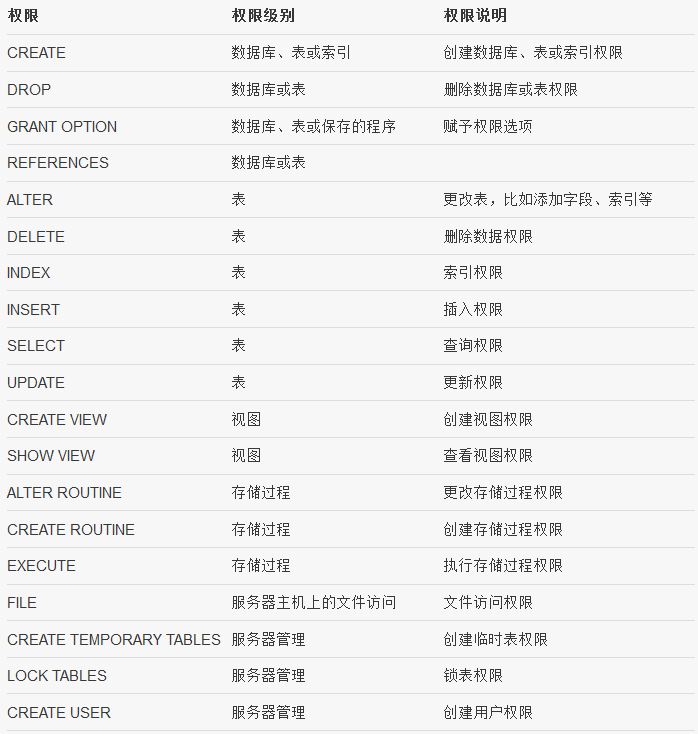 权限 权限级别 权限说明
CREATE 数据库、表或索引 创建数据库、表或索引权限
DROP 数据库或表 删除数据库或表权限
GRANT OPTION 数据库、表或保存的程序 赋予权限选项
REFERENCES 数据库或表
ALTER 表 更改表，比如添加字段、索引等
DELETE 表 删除数据权限
INDEX 表 索引权限
INSERT 表 插入权限
SELECT 表 查询权限
UPDATE 表 更新权限
CREATE VIEW 视图 创建视图权限
SHOW VIEW 视图 查看视图权限
ALTER ROUTINE 存储过程 更改存储过程权限
CREATE ROUTINE 存储过程 创建存储过程权限
EXECUTE 存储过程 执行存储过程权限
FILE 服务器主机上的文件访问 文件访问权限
CREATE TEMPORARY TABLES 服务器管理 创建临时表权限
LOCK TABLES 服务器管理 锁表权限
CREATE USER 服务器管理 创建用户权限